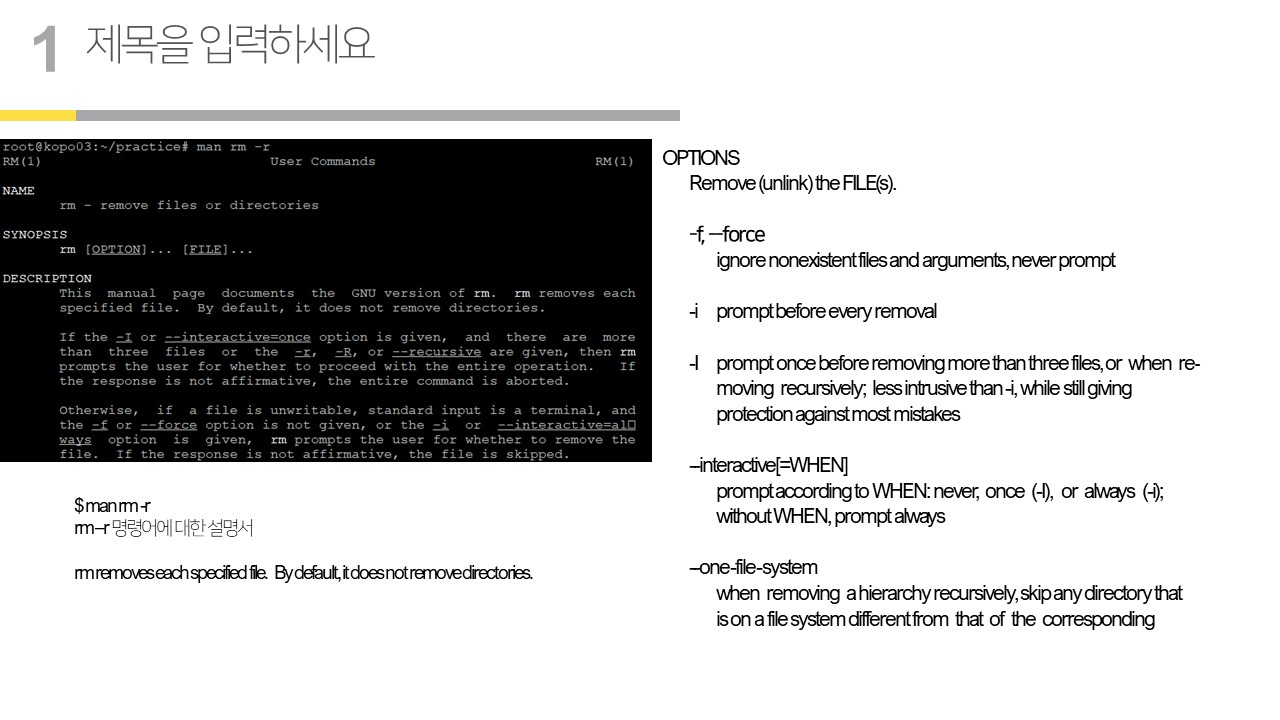 1 제목을 입력하세요
root@kopo03:~/practice# man rm -r
RM(1) User Commands RM(1)
NAME
rm - remove files or directories
SYNOPSIS
rm [OPTION]... [FILE]...
DESCRIPTION
This manual page documents the GNU version of rm. rm removes each
specified file. By default, it does not remove directories.
If the -I or --interactive=once option is given, and there are more
than three files or the -r, -R, or --recursive are given, then rm
prompts the user for whether to proceed with the entire operation. If
the response is not affirmative, the entire command is aborted.
Otherwise, if a file is unwritable, standard input is a terminal, and
the -f or --force option is not given, or the -i or --interactive=al□
ways option is given, rm prompts the user for whether to remove the
file. If the response is not affirmative, the file is skipped.
$ man rm -r
rm –r 명령어에 대한 설명서
rm removes each specified file. By default, it does not remove directories.
OPTIONS
Remove (unlink) the FILE(s).
-f, --force
ignore nonexistent files and arguments, never prompt
-i prompt before every removal
-I prompt once before removing more than three files, or when re-
moving recursively; less intrusive than -i, while still giving
protection against most mistakes
--interactive[=WHEN]
prompt according to WHEN: never, once (-I), or always (-i);
without WHEN, prompt always
--one-file-system
when removing a hierarchy recursively, skip any directory that
is on a file system different from that of the corresponding